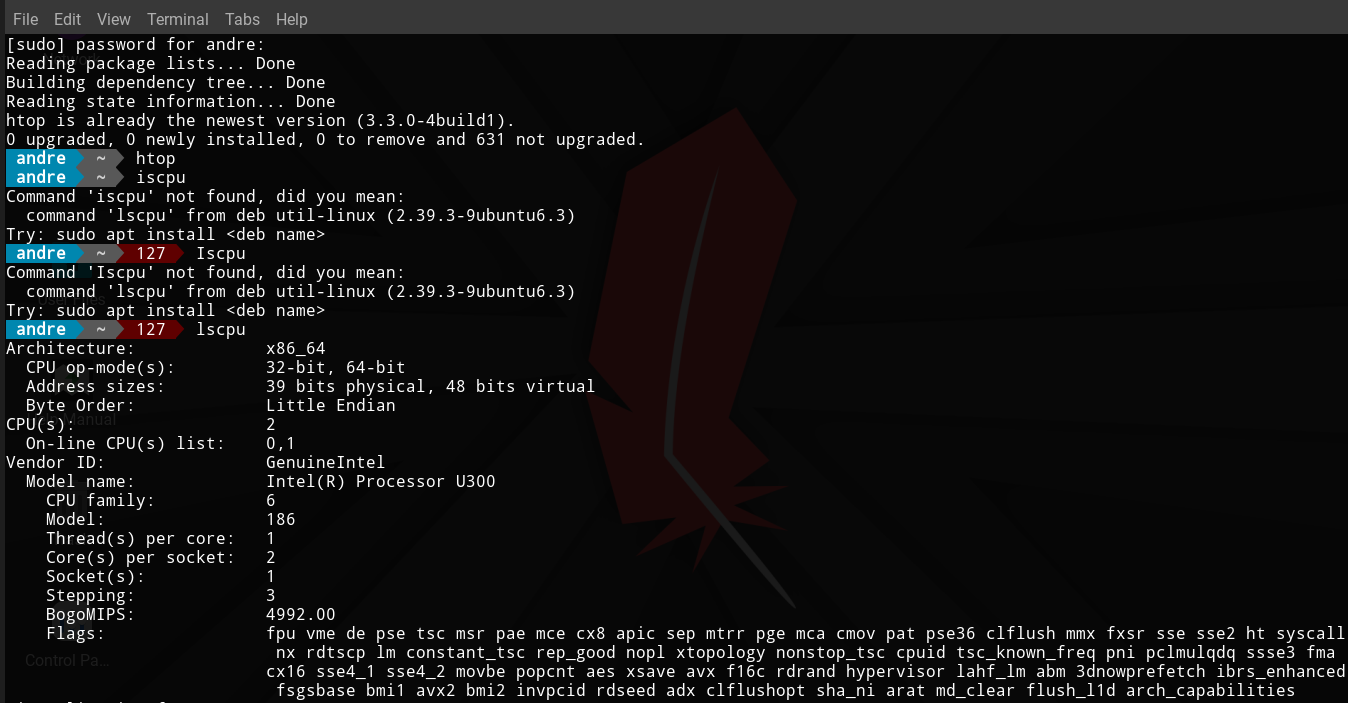 File Edit View Terminal Tabs Help
[sudo] password for andre:
Reading package lists... Done
Building dependency tree... Done
Reading state information... Done
htop is already the newest version (3.3.0-4build1).
0 upgraded, 0 newly installed, 0 to remove and 631 not upgraded.
andre ~ htop
andre ~ iscpu
Command 'iscpu' not found, did you mean:
  command 'lscpu' from deb util-linux (2.39.3-9ubuntu6.3)
Try: sudo apt install <deb name>
andre ~ 127 Iscpu
Command 'Iscpu' not found, did you mean:
  command 'lscpu' from deb util-linux (2.39.3-9ubuntu6.3)
Try: sudo apt install <deb name>
andre ~ 127 lscpu
Architecture:             x86_64
  CPU op-mode(s):         32-bit, 64-bit
  Address sizes:          39 bits physical, 48 bits virtual
  Byte Order:             Little Endian
CPU(s):                   2
  On-line CPU(s) list:    0,1
Vendor ID:                GenuineIntel
  Model name:             Intel(R) Processor U300
    CPU family:           6
    Model:                186
    Thread(s) per core:   1
    Core(s) per socket:   2
    Socket(s):            1
    Stepping:             3
    BogoMIPS:             4992.00
    Flags:                fpu vme de pse tsc msr pae mce cx8 apic sep mtrr pge mca cmov pat pse36 clflush mmx fxsr sse sse2 ht syscall
                           nx rdtscp lm constant_tsc rep_good nopl xtopology nonstop_tsc cpuid tsc_known_freq pni pclmulqdq ssse3 fma
                          cx16 sse4_1 sse4_2 movbe popcnt aes xsave avx f16c rdrand hypervisor lahf_lm abm 3dnowprefetch ibrs_enhanced
                           fsgsbase bmi1 avx2 bmi2 invpcid rdseed adx clflushopt sha_ni arat md_clear flush_l1d arch_capabilities
Manual
Control Pa...